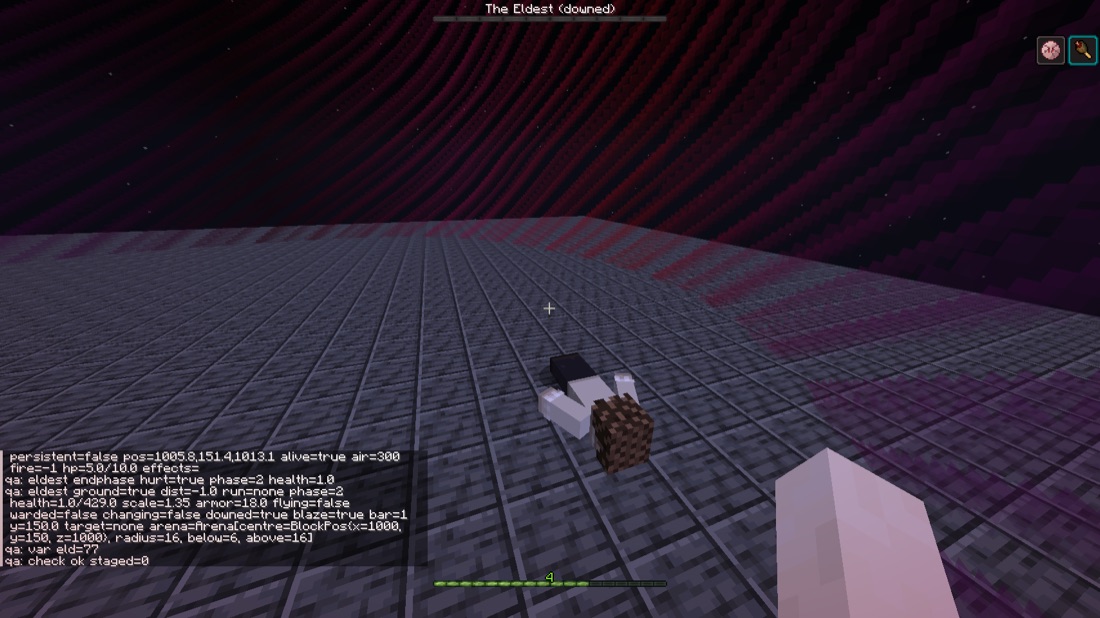 The Eldest (downed)
persistent=false pos=1005.8,151.4,1013.1 alive=true air=300
fire=-1 hp=5.0/10.0 effects=
qa: eldest endphase hurt=true phase=2 health=1.0
qa: eldest ground=true dist=-1.0 run=none phase=2
health=1.0/429.0 scale=1.35 armor=18.0 flying=false
warded=false changing=false downed=true blaze=true bar=1
y=150.0 target=none arena=Arena[centre=BlockPos{x=1000,
y=150, z=1000}, radius=16, below=6, above=16]
qa: var eld=77
qa: check ok staged=0
4